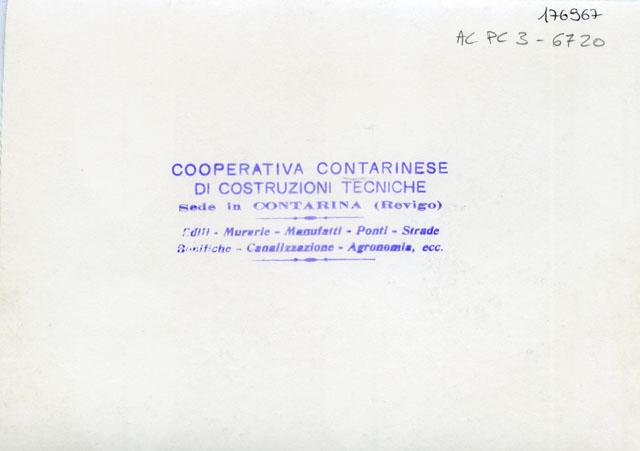 176967
AC PC 3 - 6720
COOPERATIVA CONTARINESE
DI COSTRUZIONI TECNICHE
Sede in CONTARINA (Rovigo)
Edili - Murarie - Manufatti - Ponti - Strade
Bonifiche - Canalizzazione - Agronomia, ecc.